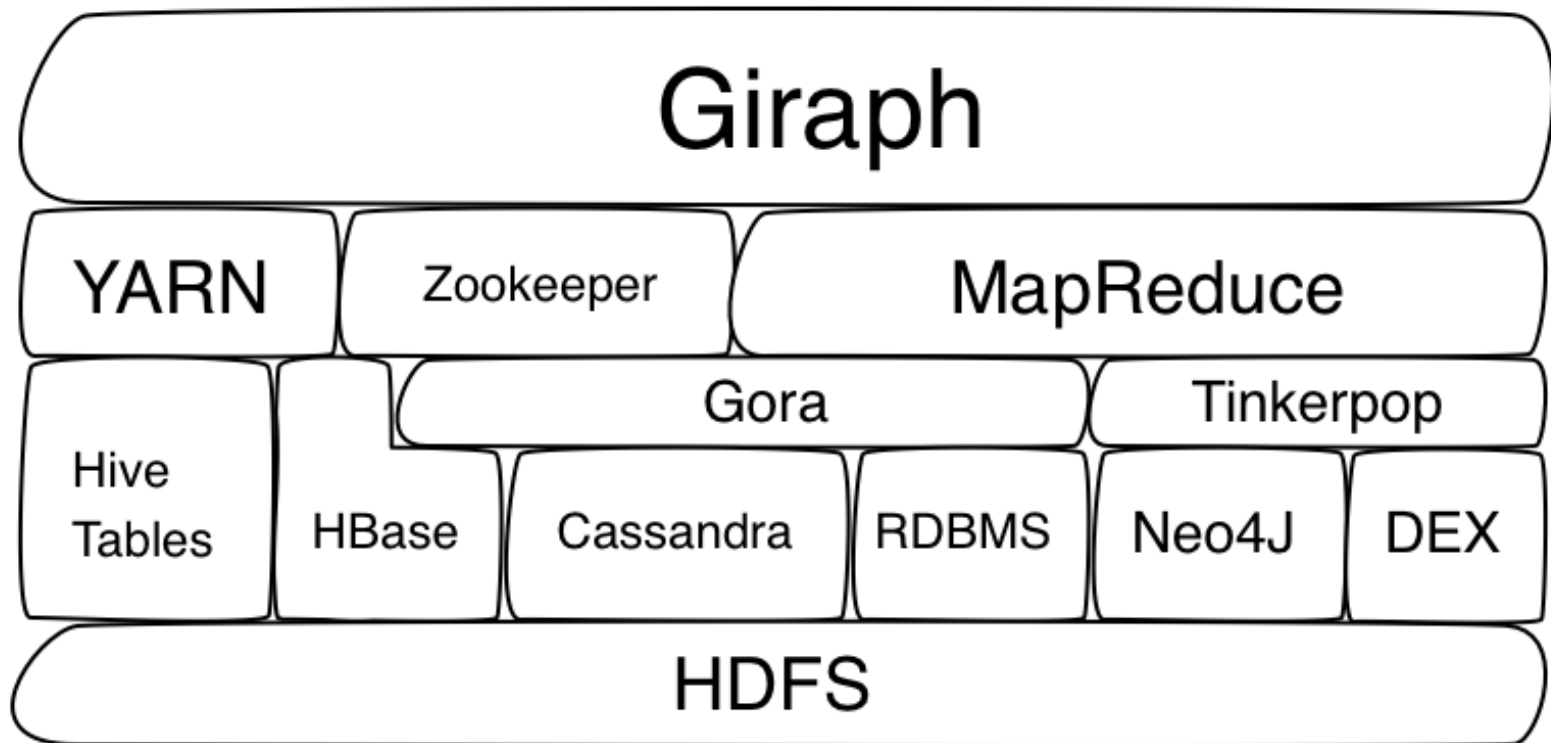 Giraph
YARN
Zookeeper
MapReduce
Gora
Tinkerpop
Hive
Tables
HBase
Cassandra
RDBMS
Neo4J
DEX
HDFS